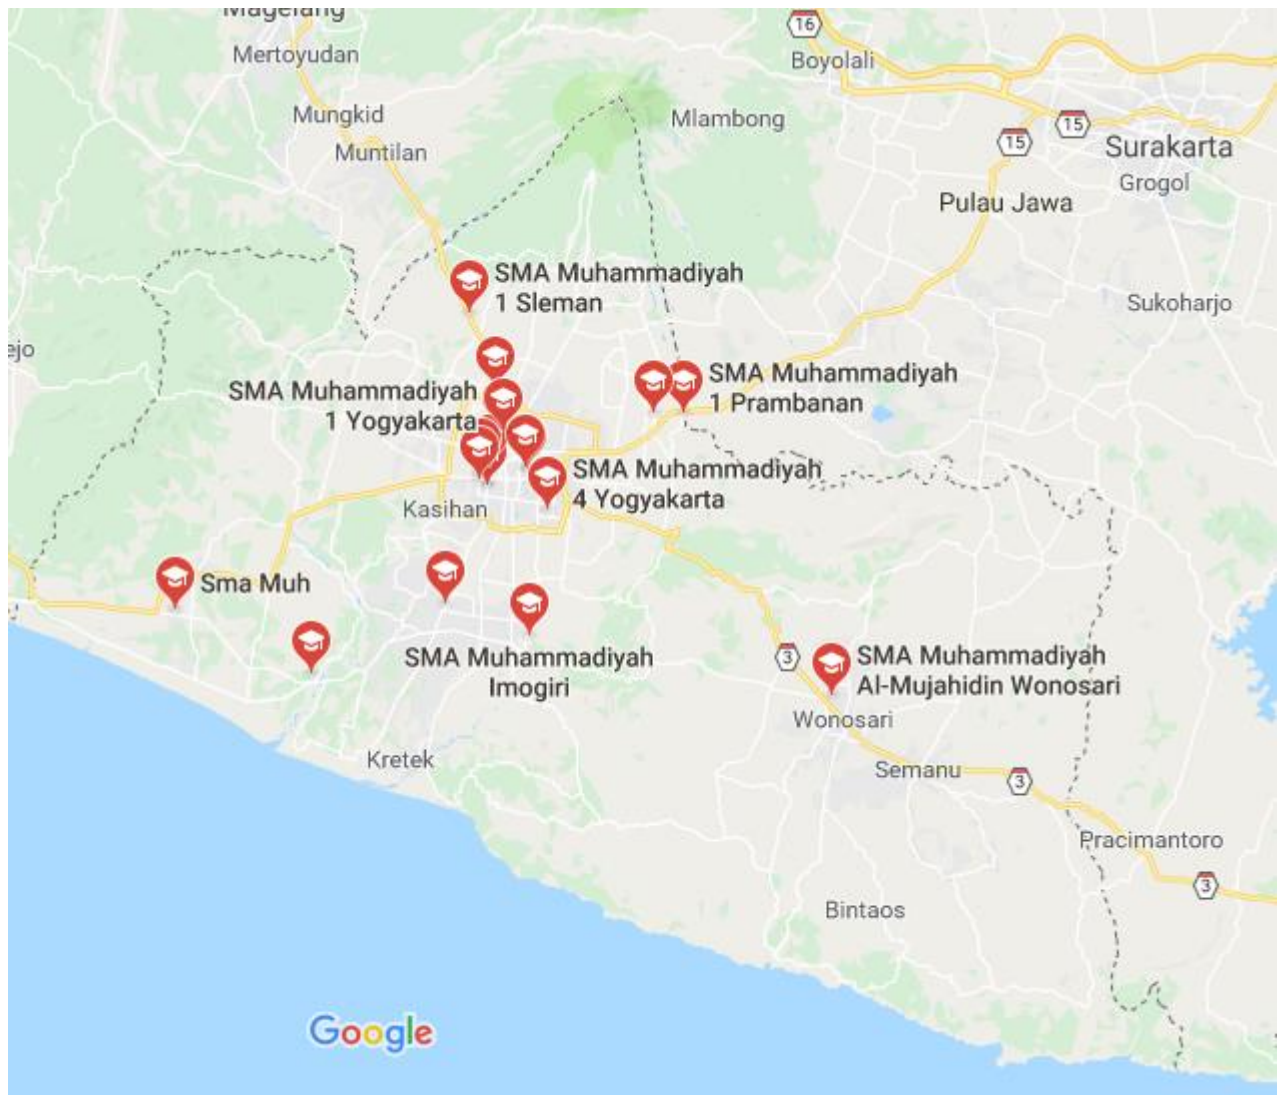 Magelang
Mertoyudan
16
Boyolali
Mungkid
Muntilan
Mlambong
15
15
Surakarta
Grogol
Pulau Jawa
SMA Muhammadiyah
1 Sleman
Sukoharjo
ejo
SMA Muhammadiyah
1 Yogyakarta
SMA Muhammadiyah
1 Prambanan
SMA Muhammadiyah
4 Yogyakarta
Kasihan
Sma Muh
SMA Muhammadiyah
Imogiri
3
SMA Muhammadiyah
Al-Mujahidin Wonosari
Wonosari
Kretek
Semanu
3
Pracimantoro
3
Bintaos
Google